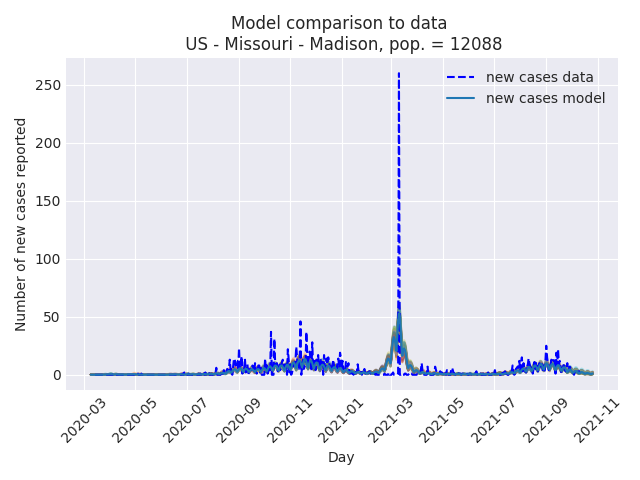 Model comparison to data
US - Missouri - Madison, pop. = 12088
new cases data
new cases model
Number of new cases reported
250
200
150
100
50
0
2020-03
2020-05
2020-07
2020-09
2020-11
2021-01
2021-03
2021-05
2021-07
2021-09
2021-11
Day